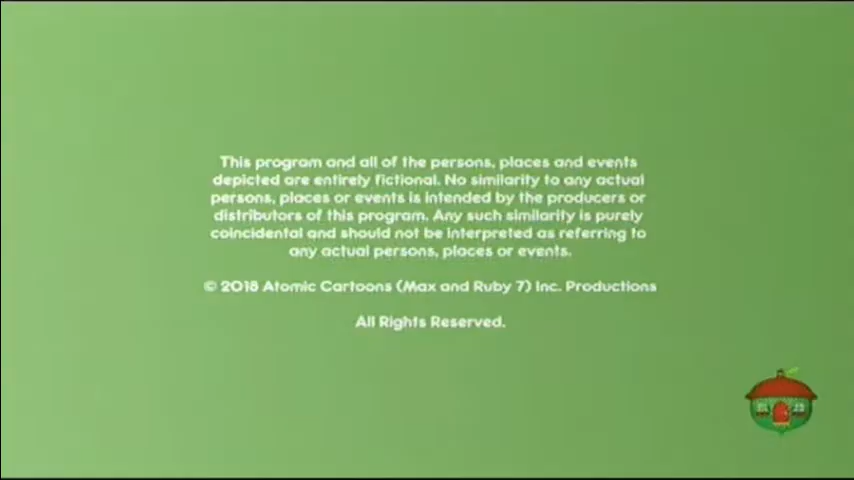 This program and all of the persons, places and events
depicted are entirely fictional. No similarity to any actual
persons, places or events is intended by the producers or
distributors of this program. Any such similarity is purely
coincidental and should not be interpreted as referring to
any actual persons, places or events.
© 2018 Atomic Cartoons (Max and Ruby 7) Inc. Productions
All Rights Reserved.